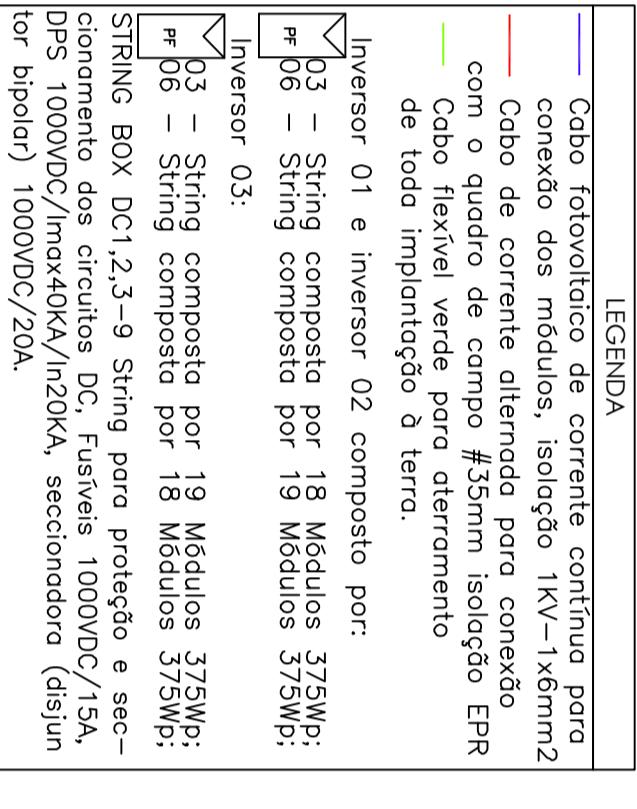 LEGENDA
Cabo fotovoltaico de corrente contínua para
conexão dos módulos, isolação 1KV-1x6mm2
Cabo de corrente alternada para conexão
com o quadro de campo #35mm isolação EPR
Cabo flexível verde para aterramento
de toda implantação à terra.
Inversor 01 e inversor 02 composto por:
03 - String composta por 18 Módulos 375Wp;
PF 06 - String composta por 19 Módulos 375Wp;
Inversor 03:
03 - String composta por 19 Módulos 375Wp;
PF 06 - String composta por 18 Módulos 375Wp;
STRING BOX DC1,2,3-9 String para proteção e sec-
cionamento dos circuitos DC, Fusíveis 1000VDC/15A,
DPS 1000VDC/Imax40KA/In20KA, seccionadora (disjun
tor bipolar) 1000VDC/20A.